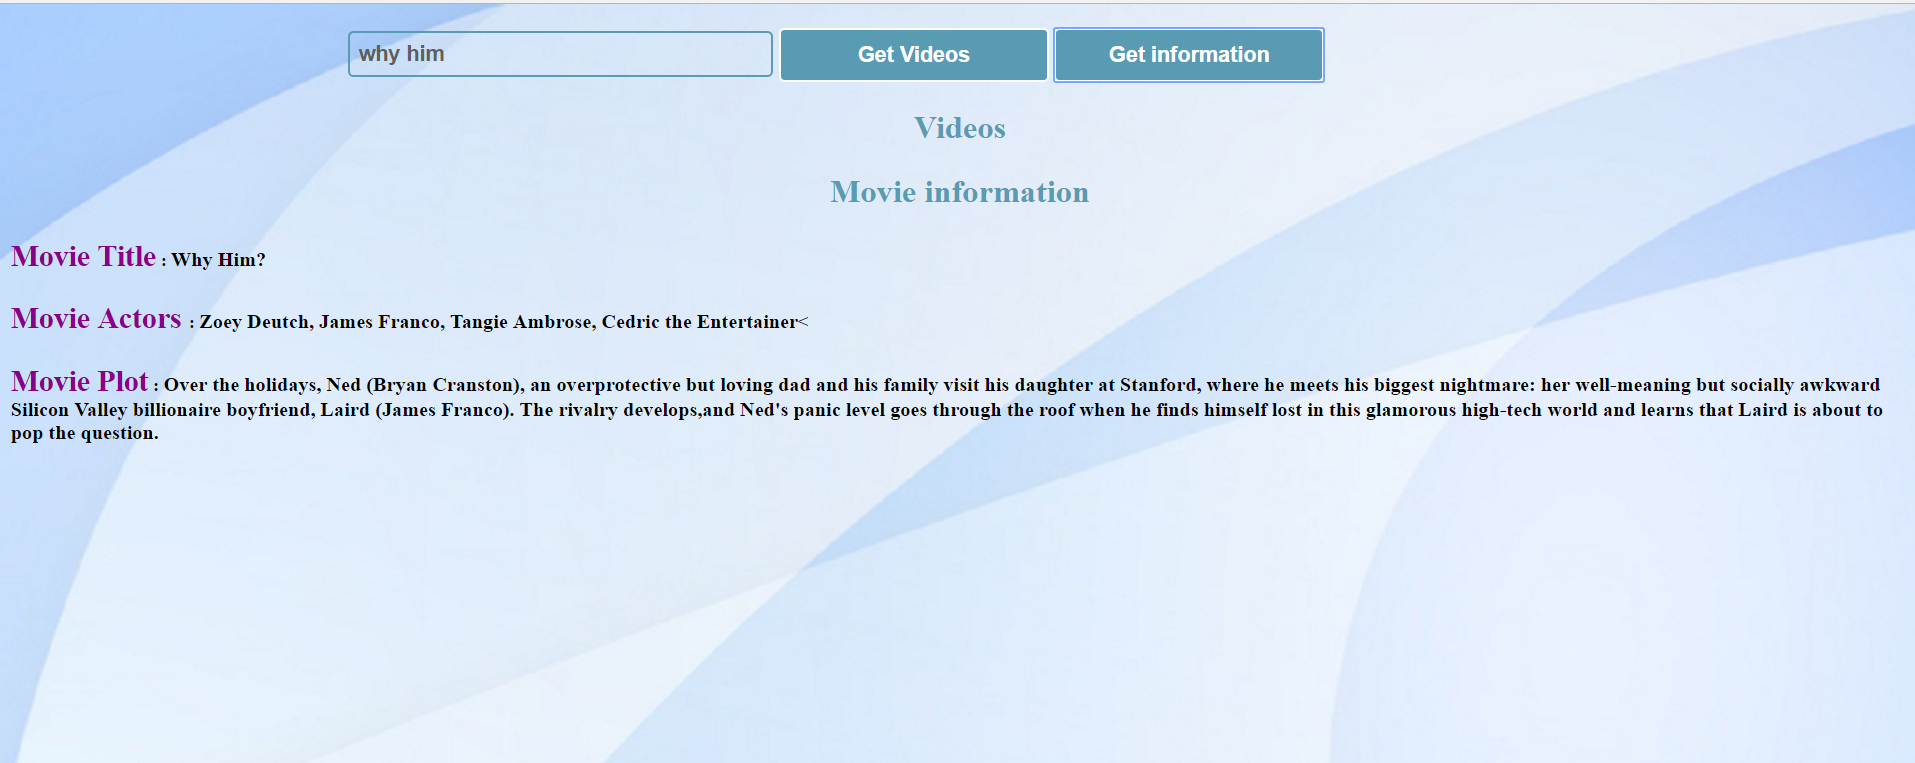 why him Get Videos Get information
Videos
Movie information
Movie Title : Why Him?
Movie Actors : Zoey Deutch, James Franco, Tangie Ambrose, Cedric the Entertainer<
Movie Plot : Over the holidays, Ned (Bryan Cranston), an overprotective but loving dad and his family visit his daughter at Stanford, where he meets his biggest nightmare: her well-meaning but socially awkward
Silicon Valley billionaire boyfriend, Laird (James Franco). The rivalry develops,and Ned's panic level goes through the roof when he finds himself lost in this glamorous high-tech world and learns that Laird is about to
pop the question.